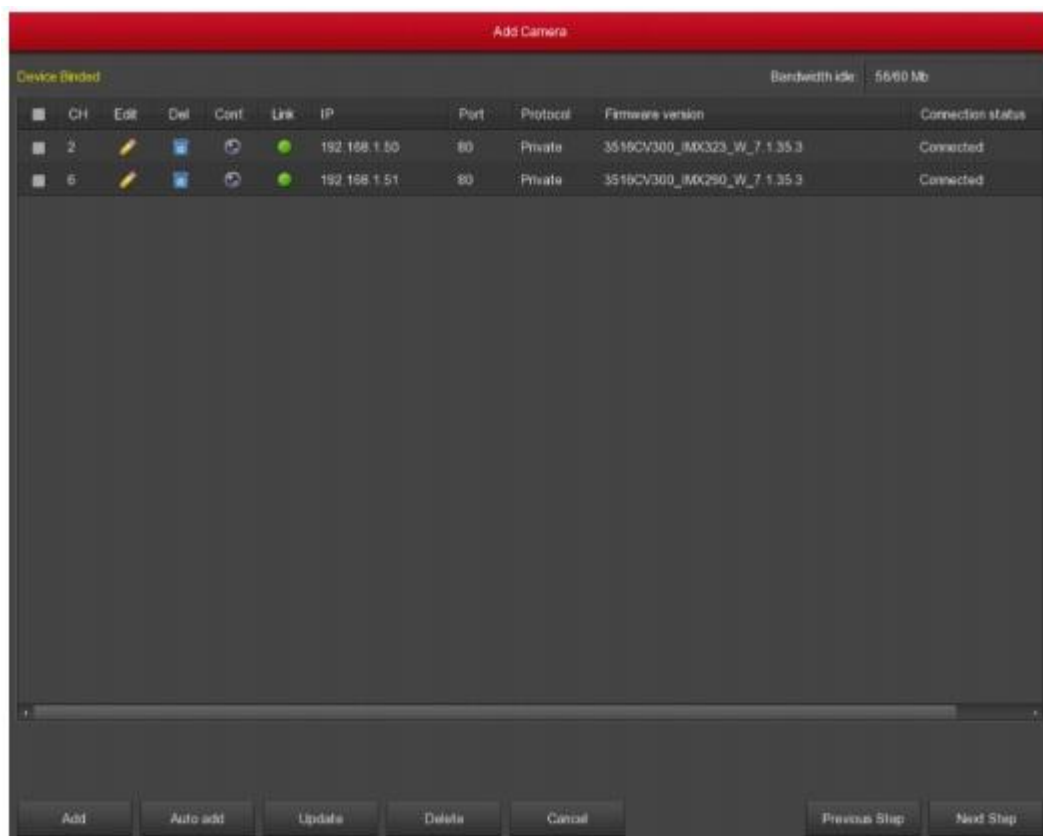 Add Camera
Device Binded
Bandwidth idle 56/60 Mb
CH Edit Del Conf. Link IP Port Protocol Firmware version Connection status
2 192.168.1.50 80 Private 3516CV300_IMX323_W_7.1.35.3 Connected
6 192.168.1.51 80 Private 3516CV300_IMX290_W_7.1.35.3 Connected
Add Auto add Update Delete Cancel Previous Step Next Step